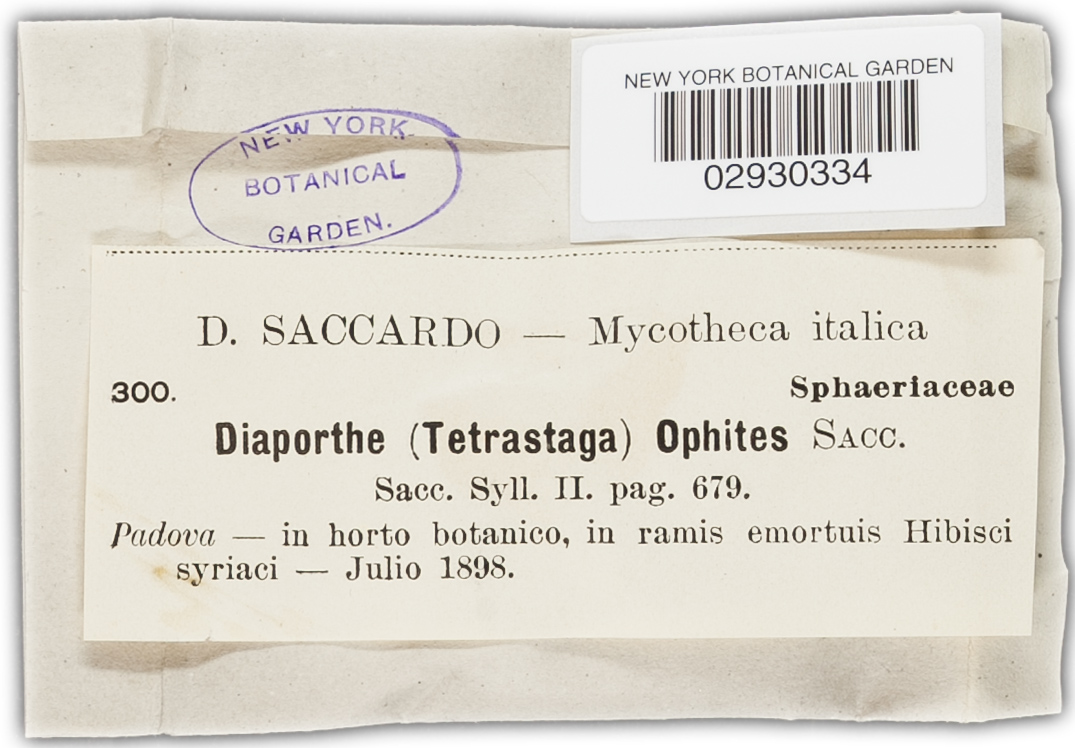 NEW YORK BOTANICAL GARDEN
02930334
NEW YORK
BOTANICAL
GARDEN.
D. SACCARDO — Mycotheca italica
300. Sphaeriaceae
Diaporthe (Tetrastaga) Ophites SACC.
Sacc. Syll. II. pag. 679.
Padova — in horto botanico, in ramis emortuis Hibisci
syriaci — Julio 1898.